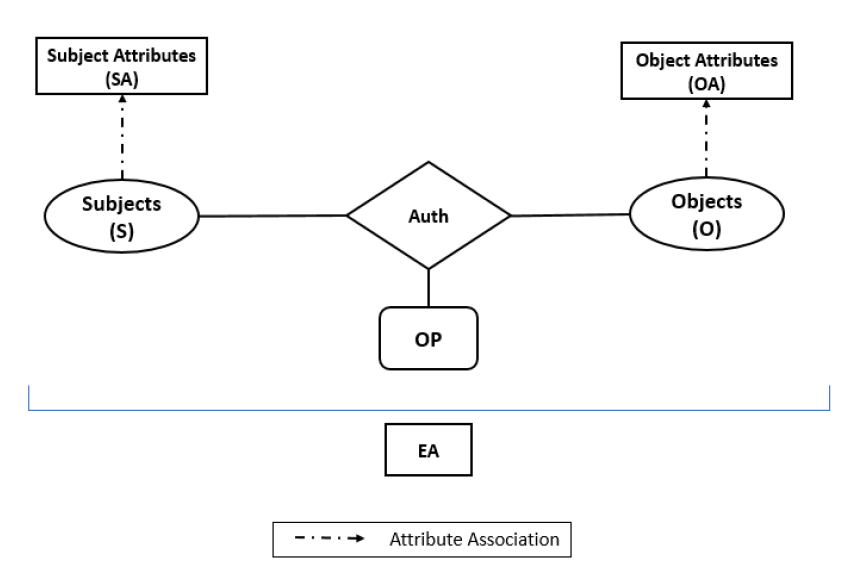 Subject Attributes
(SA)
Object Attributes
(OA)
Subjects
(S)
Auth
Objects
(O)
OP
EA
Attribute Association